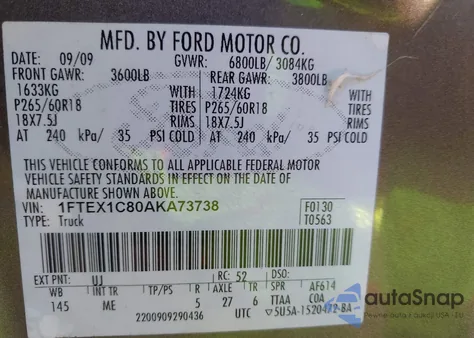 MFD. BY FORD MOTOR CO.
DATE: 09/09 GVWR: 6800LB/ 3084KG
FRONT GAWR: 3600LB REAR GAWR: 3800LB
1633KG WITH 1724KG WITH
P265/60R18 TIRES P265/60R18 TIRES
18X7.5J RIMS 18X7.5J RIMS
AT 240 kPa/ 35 PSI COLD AT 240 kPa/ 35 PSI COLD
THIS VEHICLE CONFORMS TO ALL APPLICABLE FEDERAL MOTOR
VEHICLE SAFETY STANDARDS IN EFFECT ON THE DATE OF
MANUFACTURE SHOWN ABOVE.
VIN: 1FTEX1C80AKA73738 F0130
TYPE: Truck T0563
EXT PNT: UJ RC: 52 DSO:
WB INT TR TP/PS R AXLE TR SPR AF614
145 ME 5 27 6 TTAA C0A
2200909290436 UTC ▽5U5A-1520472-BA
autoSnap